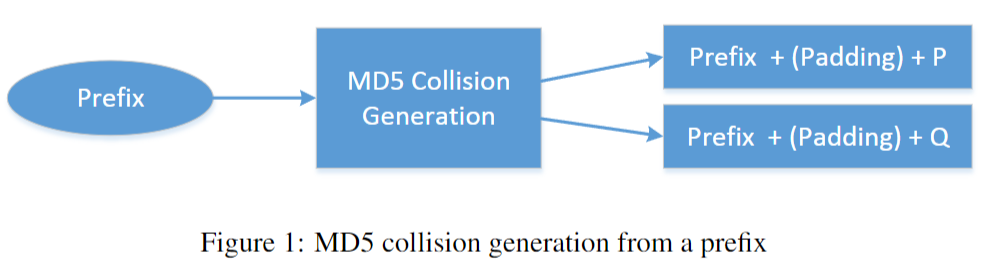 Prefix
MD5 Collision
Generation
Prefix + (Padding) + P
Prefix + (Padding) + Q
Figure 1: MD5 collision generation from a prefix